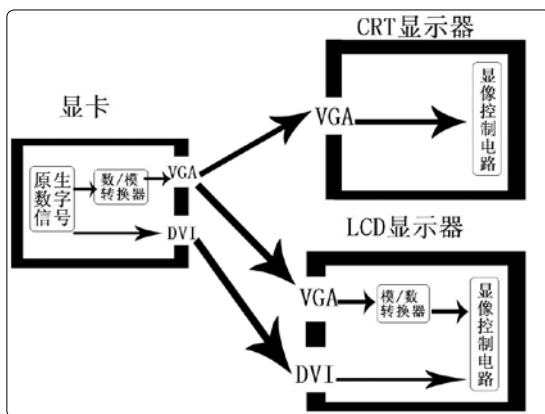 CRT显示器
显像控制电路
VGA
显卡
原生
数字
信号
数/模
转换器
VGA
DVI
LCD显示器
VGA
模/数
转换器
显像控制电路
DVI